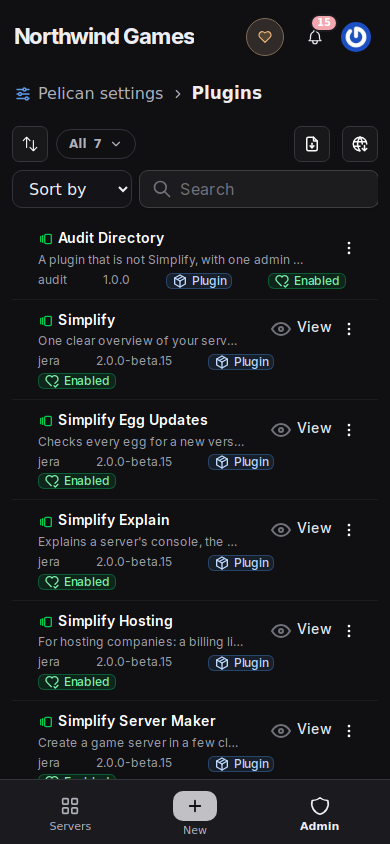 Northwind Games
15
Pelican settings > Plugins
All 7
Sort by
Search
Audit Directory
A plugin that is not Simplify, with one admin ...
audit 1.0.0 Plugin Enabled
Simplify
View
One clear overview of your serv...
jera 2.0.0-beta.15 Plugin
Enabled
Simplify Egg Updates
View
Checks every egg for a new vers...
jera 2.0.0-beta.15 Plugin
Enabled
Simplify Explain
View
Explains a server's console, the ...
jera 2.0.0-beta.15 Plugin
Enabled
Simplify Hosting
View
For hosting companies: a billing li...
jera 2.0.0-beta.15 Plugin
Enabled
Simplify Server Maker
View
Create a game server in a few cl...
jera 2.0.0-beta.15 Plugin
Enabled
Servers New Admin